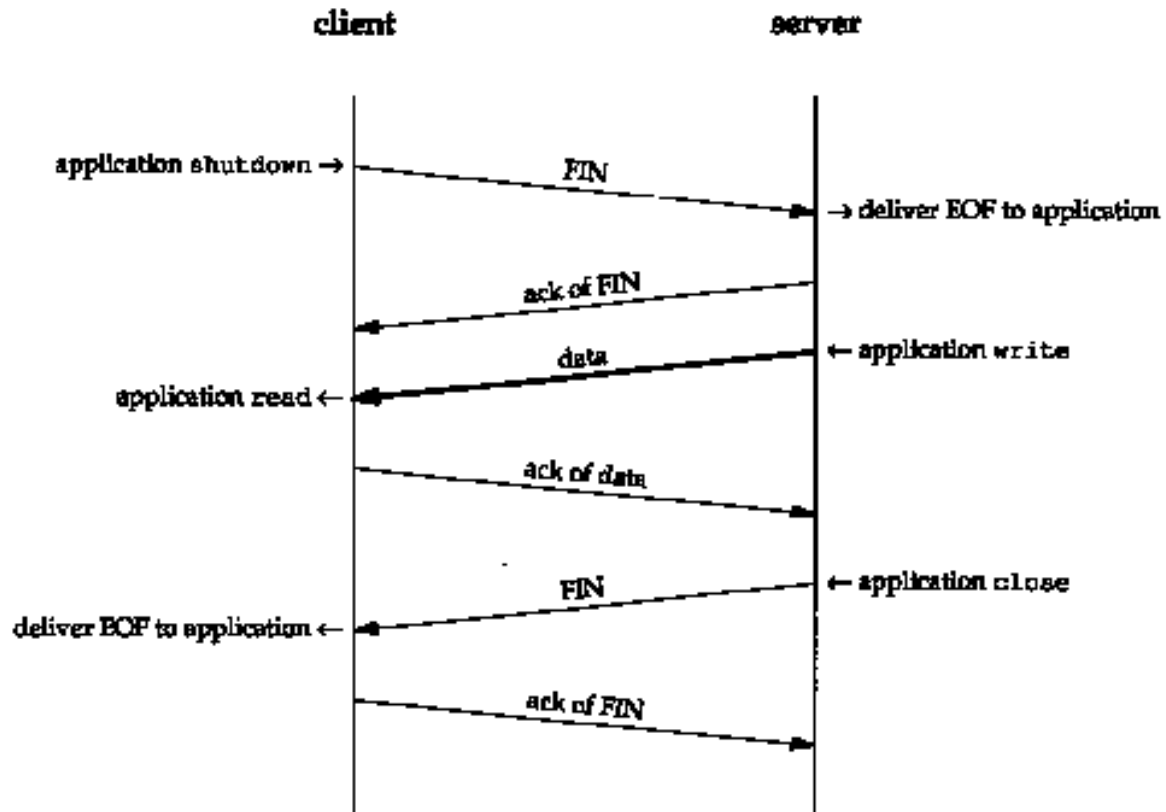 client
server
application shutdown →
FIN
→ deliver EOF to application
ack of FIN
← application write
data
application read ←
ack of data
← application close
FIN
deliver EOF to application ←
ack of FIN